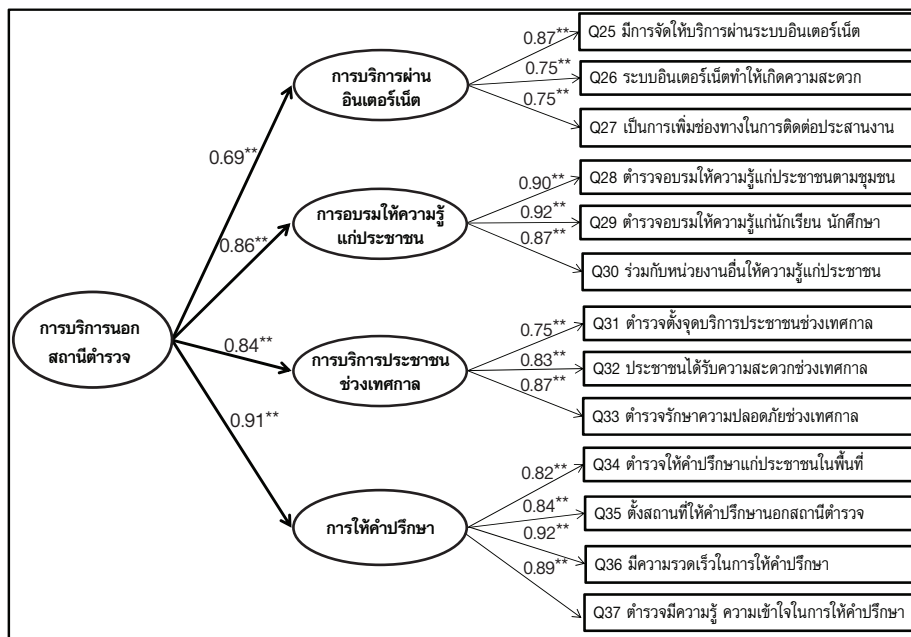 การบริการนอก
สถานีตำรวจ
0.69**
0.86**
0.84**
0.91**
การบริการผ่าน
อินเตอร์เน็ต
0.87**
0.75**
0.75**
Q25 มีการจัดให้บริการผ่านระบบอินเตอร์เน็ต
Q26 ระบบอินเตอร์เน็ตทำให้เกิดความสะดวก
Q27 เป็นการเพิ่มช่องทางในการติดต่อประสานงาน
การอบรมให้ความรู้
แก่ประชาชน
0.90**
0.92**
0.87**
Q28 ตำรวจอบรมให้ความรู้แก่ประชาชนตามชุมชน
Q29 ตำรวจอบรมให้ความรู้แก่นักเรียน นักศึกษา
Q30 ร่วมกับหน่วยงานอื่นให้ความรู้แก่ประชาชน
การบริการประชาชน
ช่วงเทศกาล
0.75**
0.83**
0.87**
Q31 ตำรวจตั้งจุดบริการประชาชนช่วงเทศกาล
Q32 ประชาชนได้รับความสะดวกช่วงเทศกาล
Q33 ตำรวจรักษาความปลอดภัยช่วงเทศกาล
การให้คำปรึกษา
0.82**
0.84**
0.92**
0.89**
Q34 ตำรวจให้คำปรึกษาแก่ประชาชนในพื้นที่
Q35 ตั้งสถานที่ให้คำปรึกษานอกสถานีตำรวจ
Q36 มีความรวดเร็วในการให้คำปรึกษา
Q37 ตำรวจมีความรู้ ความเข้าใจในการให้คำปรึกษา